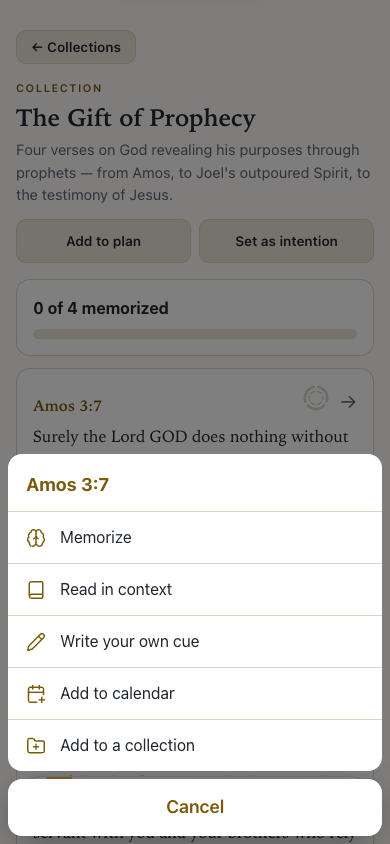 ← Collections
COLLECTION
The Gift of Prophecy
Four verses on God revealing his purposes through
prophets — from Amos, to Joel's outpoured Spirit, to
the testimony of Jesus.
Add to plan
Set as intention
0 of 4 memorized
Amos 3:7
Surely the Lord GOD does nothing without
Amos 3:7
Memorize
Read in context
Write your own cue
Add to calendar
Add to a collection
Cancel
servant with you and your brothers who rely